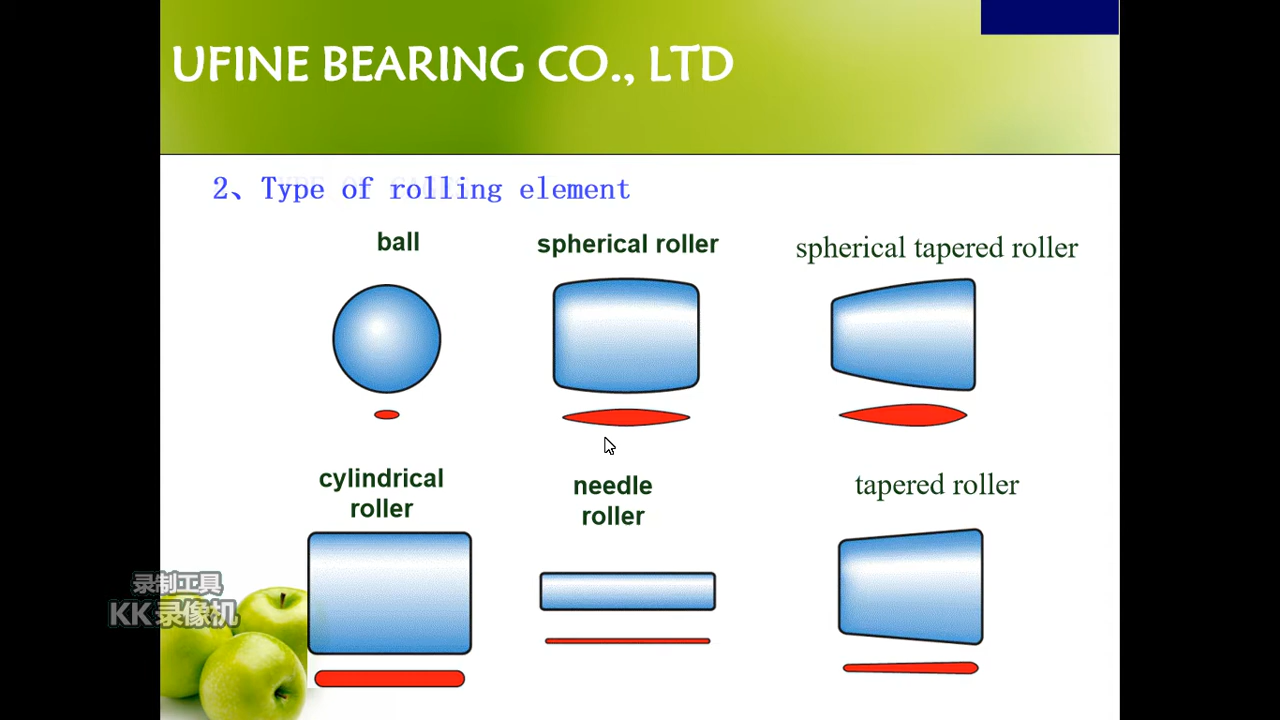 UFINE BEARING CO., LTD
2、Type of rolling element
ball
spherical roller
spherical tapered roller
cylindrical
roller
needle
roller
tapered roller
录制工具
KK录像机